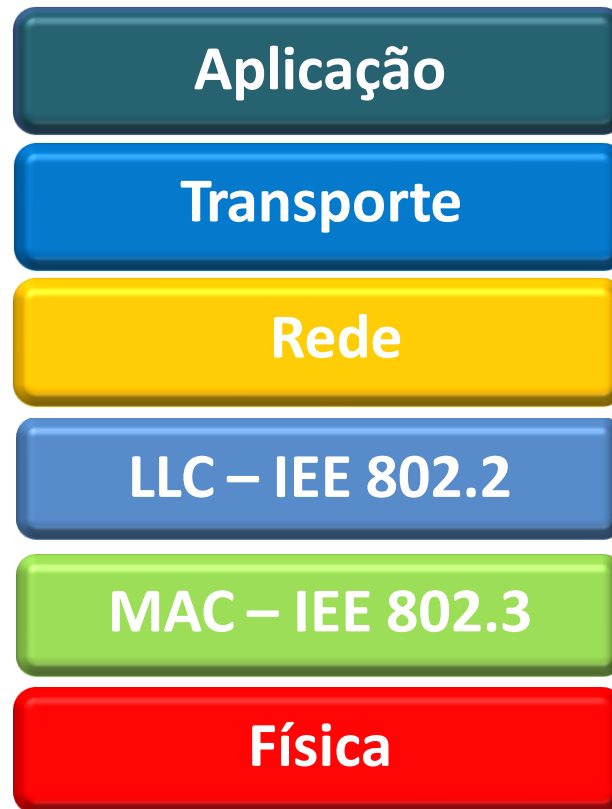 Aplicação
Transporte
Rede
LLC – IEE 802.2
MAC – IEE 802.3
Física